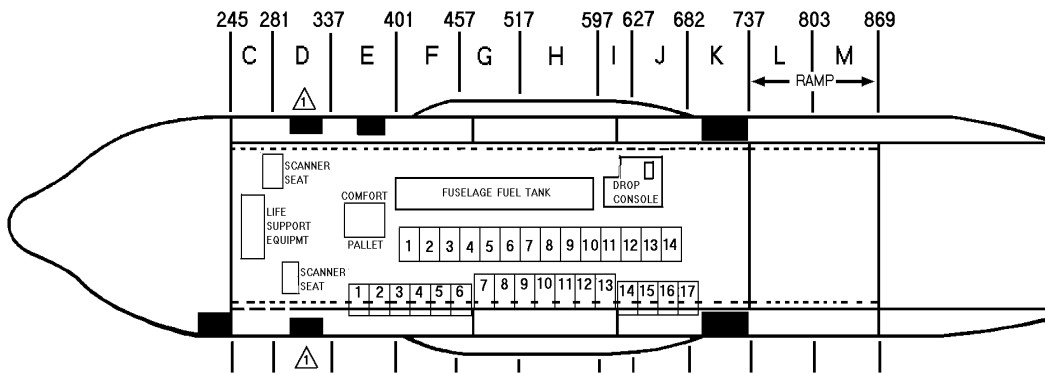 245 281 337 401 457 517 597 627 682 737 803 869
C D E F G H I J K L M
RAMP
1
SCANNER
SEAT
LIFE
SUPPORT
EQUIPMT
COMFORT
PALLET
FUSELAGE FUEL TANK
DROP
CONSOLE
1 2 3 4 5 6 7 8 9 10 11 12 13 14
SCANNER
SEAT
1 2 3 4 5 6 7 8 9 10 11 12 13 14 15 16 17
1